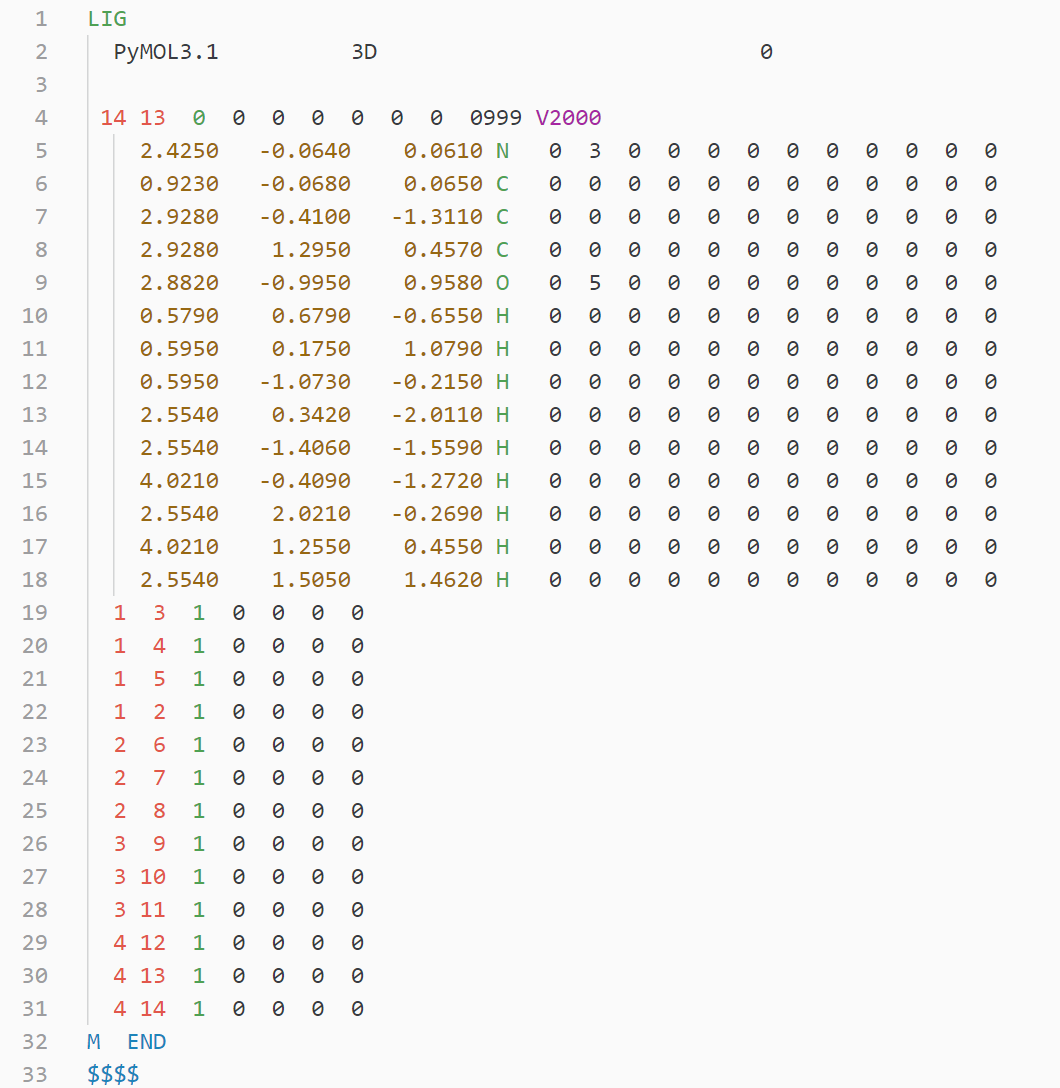 1 LIG
2 PyMOL3.1          3D                             0
3
4 14 13  0  0  0  0  0  0  0  0999 V2000
5    2.4250   -0.0640    0.0610 N   0  3  0  0  0  0  0  0  0  0  0  0
6    0.9230   -0.0680    0.0650 C   0  0  0  0  0  0  0  0  0  0  0  0
7    2.9280   -0.4100   -1.3110 C   0  0  0  0  0  0  0  0  0  0  0  0
8    2.9280    1.2950    0.4570 C   0  0  0  0  0  0  0  0  0  0  0  0
9    2.8820   -0.9950    0.9580 O   0  5  0  0  0  0  0  0  0  0  0  0
10    0.5790    0.6790   -0.6550 H   0  0  0  0  0  0  0  0  0  0  0  0
11    0.5950    0.1750    1.0790 H   0  0  0  0  0  0  0  0  0  0  0  0
12    0.5950   -1.0730   -0.2150 H   0  0  0  0  0  0  0  0  0  0  0  0
13    2.5540    0.3420   -2.0110 H   0  0  0  0  0  0  0  0  0  0  0  0
14    2.5540   -1.4060   -1.5590 H   0  0  0  0  0  0  0  0  0  0  0  0
15    4.0210   -0.4090   -1.2720 H   0  0  0  0  0  0  0  0  0  0  0  0
16    2.5540    2.0210   -0.2690 H   0  0  0  0  0  0  0  0  0  0  0  0
17    4.0210    1.2550    0.4550 H   0  0  0  0  0  0  0  0  0  0  0  0
18    2.5540    1.5050    1.4620 H   0  0  0  0  0  0  0  0  0  0  0  0
19  1  3  1  0  0  0  0
20  1  4  1  0  0  0  0
21  1  5  1  0  0  0  0
22  1  2  1  0  0  0  0
23  2  6  1  0  0  0  0
24  2  7  1  0  0  0  0
25  2  8  1  0  0  0  0
26  3  9  1  0  0  0  0
27  3 10  1  0  0  0  0
28  3 11  1  0  0  0  0
29  4 12  1  0  0  0  0
30  4 13  1  0  0  0  0
31  4 14  1  0  0  0  0
32 M  END
33 $$$$